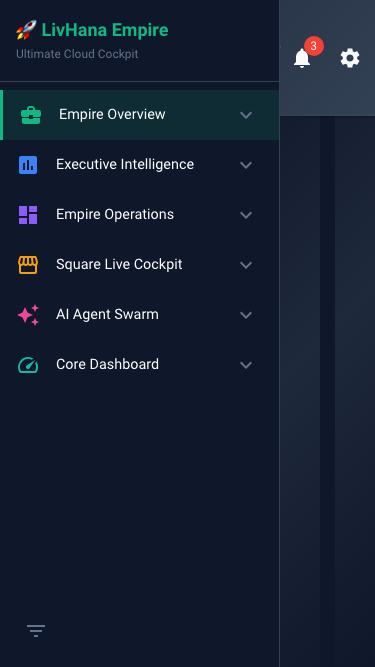 🚀 LivHana Empire
Ultimate Cloud Cockpit
3
Empire Overview
Executive Intelligence
Empire Operations
Square Live Cockpit
AI Agent Swarm
Core Dashboard